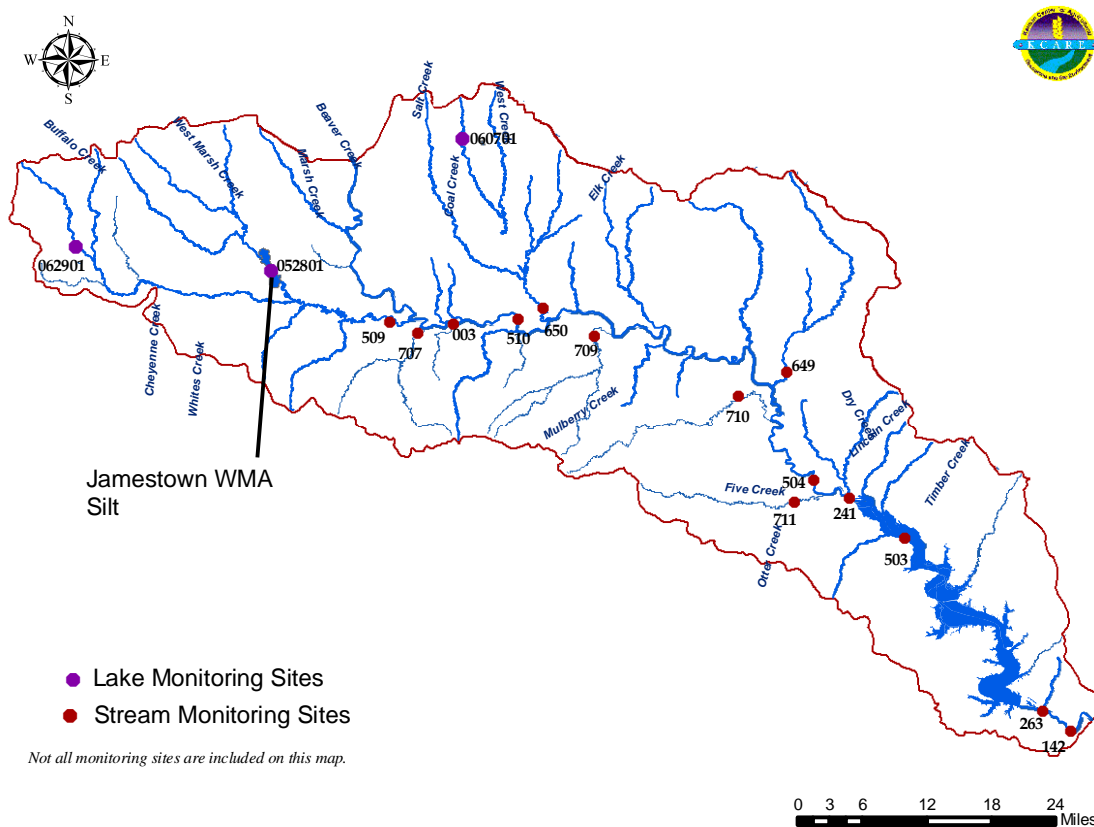 N
W E
S
KCARE
Buffalo Creek
West Marsh Creek
Marsh Creek
Beaver Creek
Salt Creek
West Creek
Coal Creek
Elk Creek
060701
062901
052801
Cheyenne Creek
Whites Creek
509
707
003
510
650
709
649
710
Mulberry Creek
Dry Creek
Lincoln Creek
Timber Creek
Five Creek
504
711
241
Otter Creek
503
Jamestown WMA
Silt
Lake Monitoring Sites
Stream Monitoring Sites
Not all monitoring sites are included on this map.
263
142
0 3 6 12 18 24
Miles